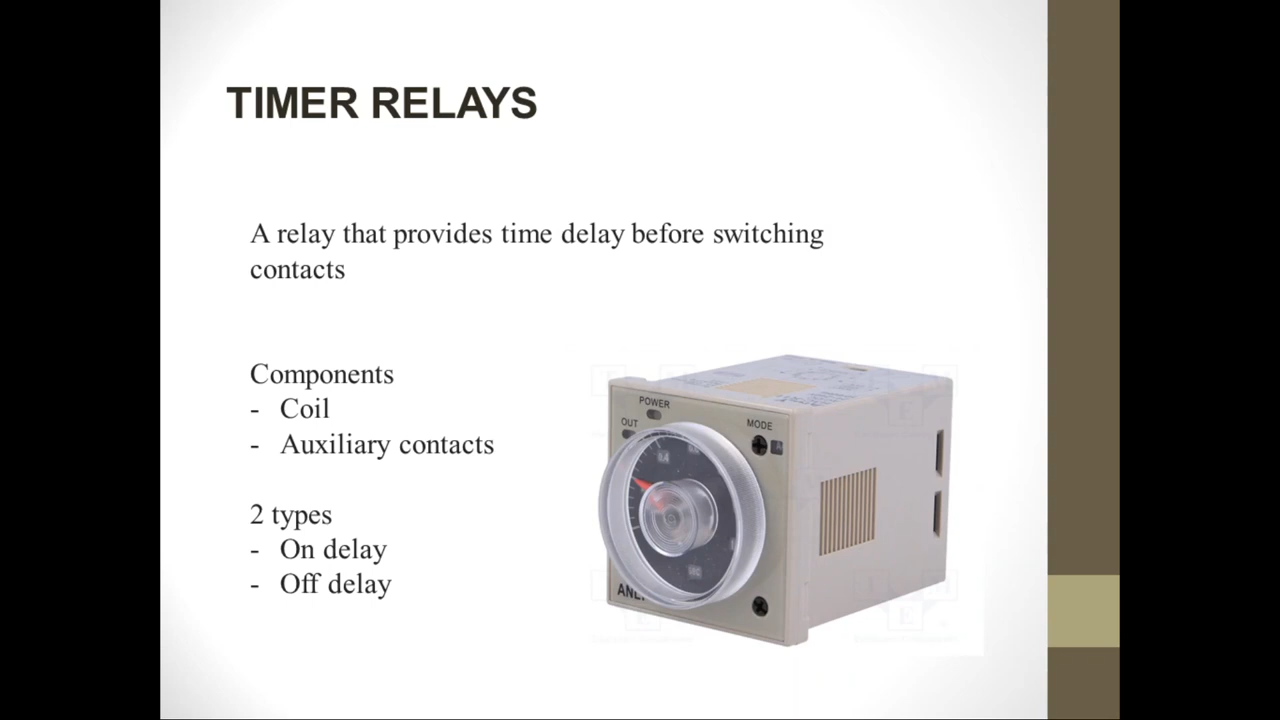 TIMER RELAYS
A relay that provides time delay before switching
contacts
Components
- Coil
- Auxiliary contacts
2 types
- On delay
- Off delay
POWER
OUT
MODE
A
SEC